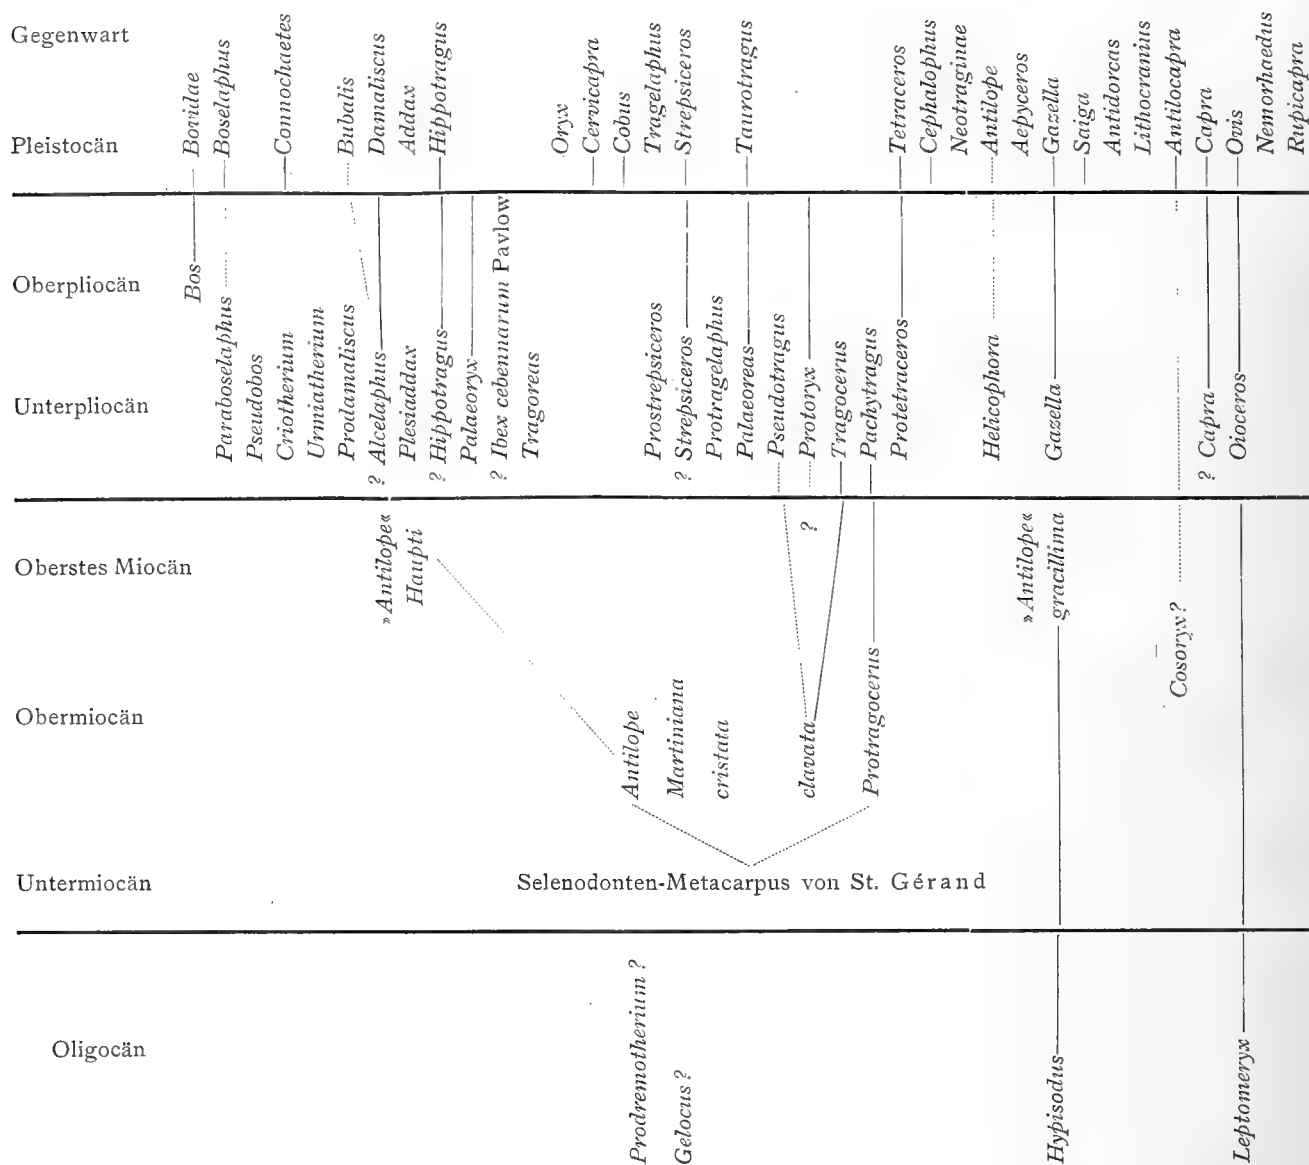 Gegenwart
Pleistocän
Bovidae
Boselaphus
Connochaetes
Bubalis
Damaliscus
Addax
Hippotragus
Oryx
Cervicapra
Cobus
Tragelaphus
Strepsiceros
Taurotragus
Tetraceros
Cephalophus
Neotraginae
Antilope
Aepyceros
Gazella
Saiga
Antidorcas
Lithocranius
Antilocapra
Capra
Ovis
Nemorhaedus
Rupicapra
Oberpliocän
Bos
Unterpliocän
Paraboselaphus
Pseudobos
Criotherium
Urmiatherium
Prodamaliscus
? Alcelaphus
Plesiaddax
? Hippotragus
Palaeoryx
? Ibex cebennarum Pavlow
Tragoreas
Prostrepsiceros
? Strepsiceros
Protragelaphus
Palaeoreas
Pseudotragus
Protoryx
Tragocerus
Pachytragus
Protetraceros
Helicophora
Gazella
? Capra
Oioceros
Oberstes Miocän
»Antilope«
Haupti
?
»Antilope«
gracillima
Obermiocän
Antilope
Martiniana
cristata
clavata
Protragocerus
Cosoryx?
Untermiocän
Selenodonten-Metacarpus von St. Gérand
Oligocän
Prodremotherium ?
Gelocus ?
Hypisodus
Leptomeryx